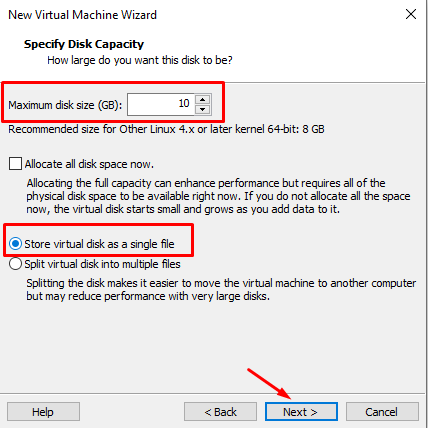 New Virtual Machine Wizard
Specify Disk Capacity
How large do you want this disk to be?
Maximum disk size (GB): 10
Recommended size for Other Linux 4.x or later kernel 64-bit: 8 GB
Allocate all disk space now.
Allocating the full capacity can enhance performance but requires all of the
physical disk space to be available right now. If you do not allocate all the space
now, the virtual disk starts small and grows as you add data to it.
Store virtual disk as a single file
Split virtual disk into multiple files
Splitting the disk makes it easier to move the virtual machine to another computer
but may reduce performance with very large disks.
Help < Back Next > Cancel